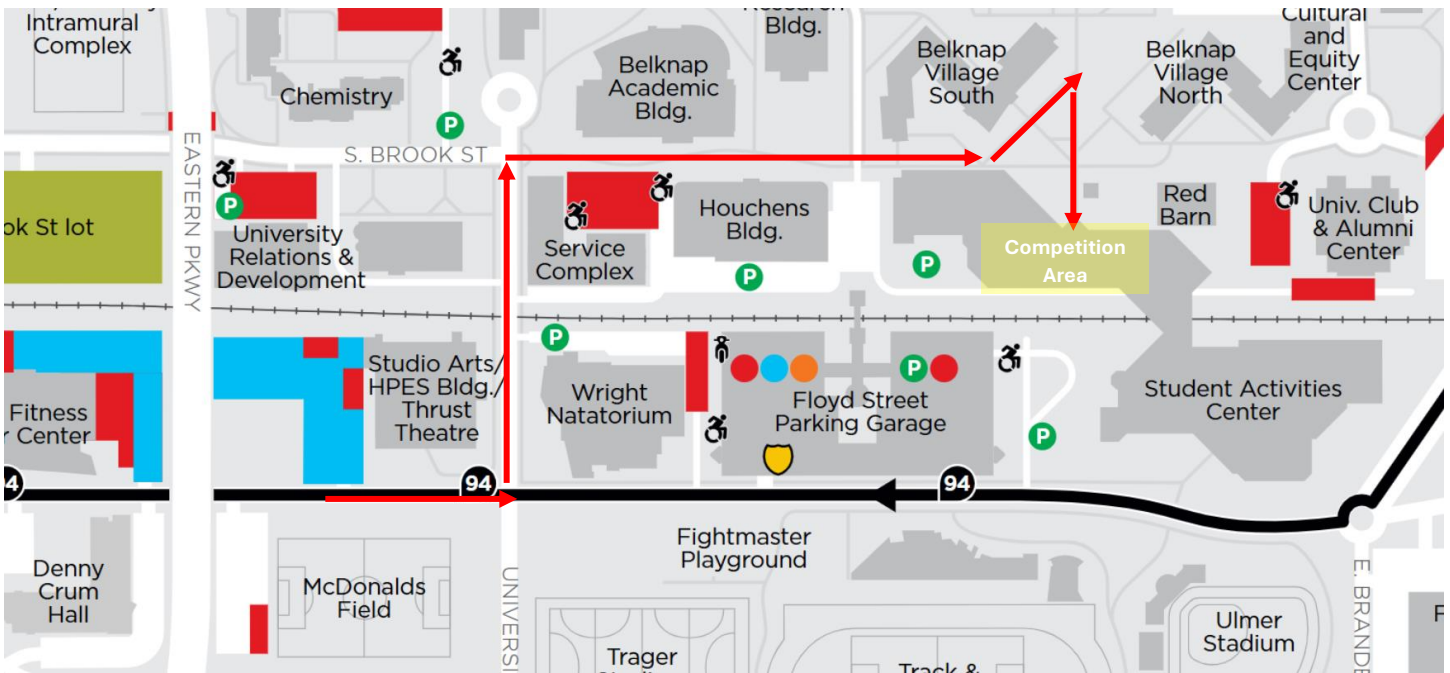 Intramural
Complex
Chemistry
Belknap
Academic
Bldg.
Bldg.
Belknap
Village
South
Belknap
Village
North
Cultural
and
Equity
Center
P
S. BROOK ST
EASTERN PKWY
P
ok St lot
University
Relations &
Development
Service
Complex
Houchens
Bldg.
P
P
Competition
Area
Red
Barn
Univ. Club
& Alumni
Center
Fitness
r Center
Studio Arts/
HPES Bldg./
Thrust
Theatre
P
Wright
Natatorium
P
Floyd Street
Parking Garage
P
Student Activities
Center
94
94
94
Denny
Crum
Hall
McDonalds
Field
UNIVERSI
Fightmaster
Playground
Trager
Track &
Ulmer
Stadium
E. BRANDE
F